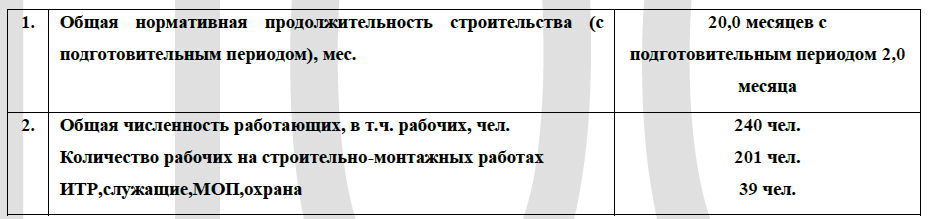 1. Общая нормативная продолжительность строительства (с 20,0 месяцев с
подготовительным периодом), мес. подготовительным периодом 2,0
месяца
2. Общая численность работающих, в т.ч. рабочих, чел. 240 чел.
Количество рабочих на строительно-монтажных работах 201 чел.
ИТР,служащие,МОП,охрана 39 чел.